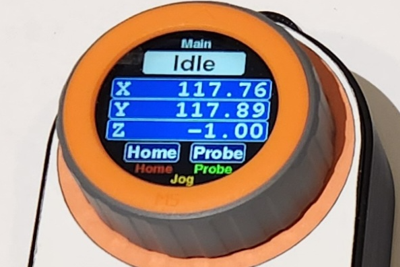 Main
Idle
X 117.76
Y 117.89
Z -1.00
Home Probe
Home Probe
Jog